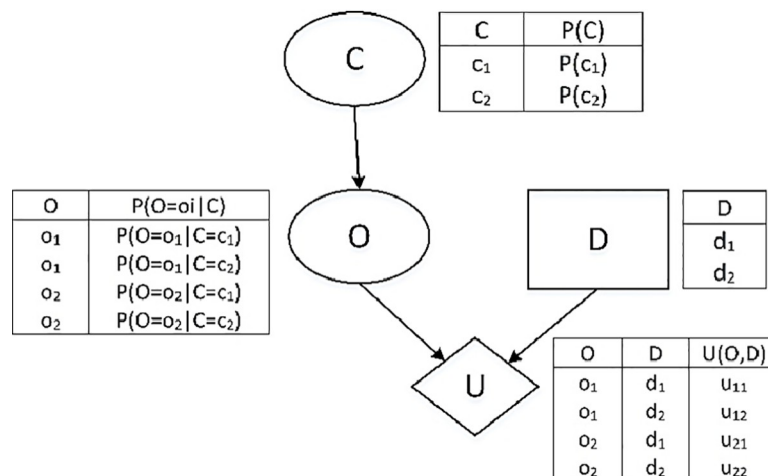 C
C P(C)
c₁ P(c₁)
c₂ P(c₂)
O P(O=oi|C)
o₁ P(O=o₁|C=c₁)
o₁ P(O=o₁|C=c₂)
o₂ P(O=o₂|C=c₁)
o₂ P(O=o₂|C=c₂)
O
D
D
d₁
d₂
U
O D U(O,D)
o₁ d₁ u₁₁
o₁ d₂ u₁₂
o₂ d₁ u₂₁
o₂ d₂ u₂₂